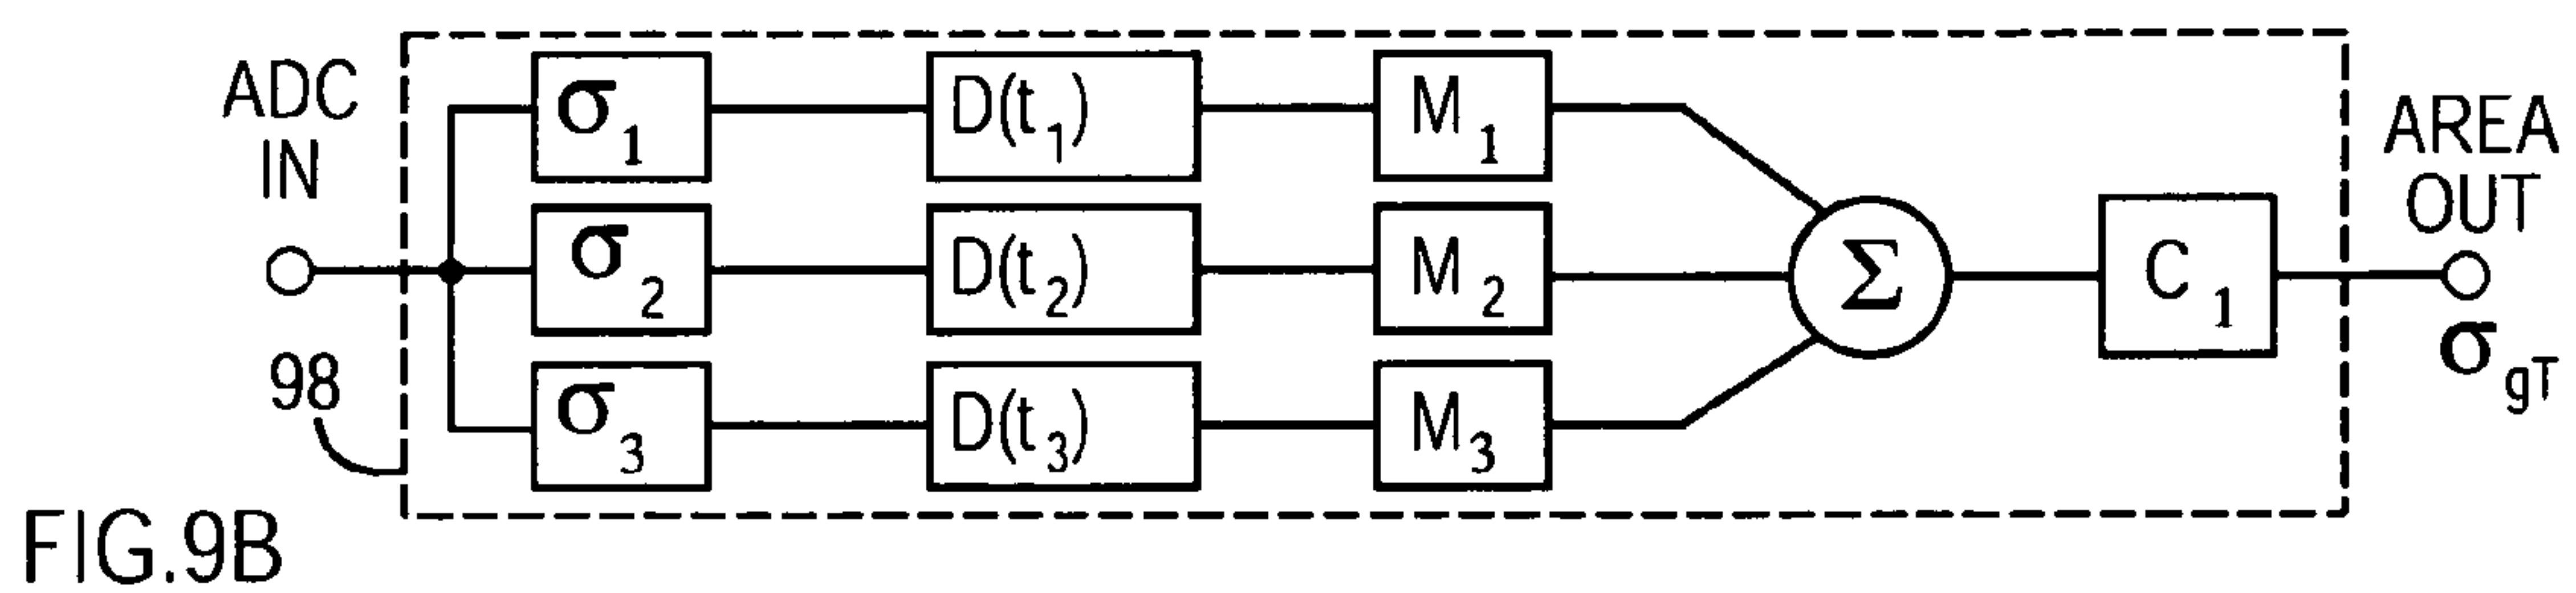 ADC
IN
σ1
D(t1)
M1
σ2
D(t2)
M2
σ3
D(t3)
M3
Σ
C1
AREA
OUT
σgT
98
FIG.9B